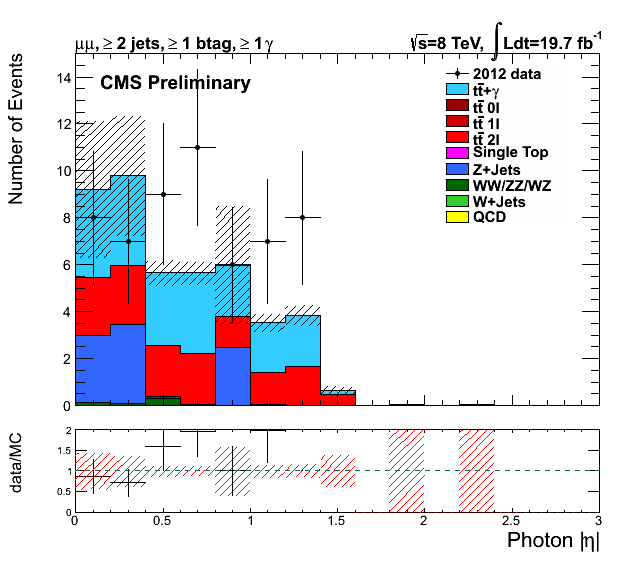 μμ, ≥ 2 jets, ≥ 1 btag, ≥ 1 γ
√s=8 TeV, ∫Ldt=19.7 fb⁻¹
CMS Preliminary
Number of Events
14
12
10
8
6
4
2
0
2012 data
tt̄+γ
tt̄ 0l
tt̄ 1l
tt̄ 2l
Single Top
Z+Jets
WW/ZZ/WZ
W+Jets
QCD
data/MC
2
1.5
1
0.5
0
0 0.5 1 1.5 2 2.5 3
Photon |η|